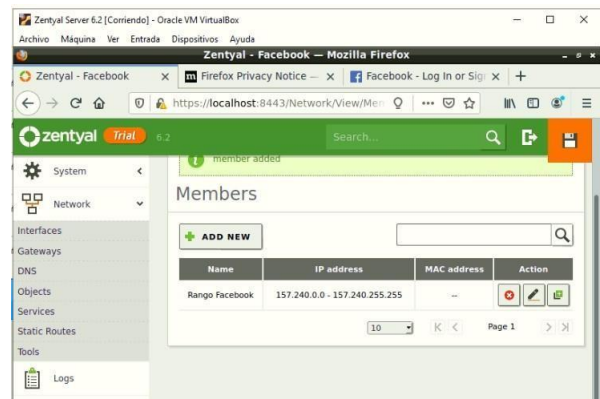 Zentyal Server 6.2 [Corriendo] - Oracle VM VirtualBox
Archivo Máquina Ver Entrada Dispositivos Ayuda
Zentyal - Facebook — Mozilla Firefox
Zentyal - Facebook
Firefox Privacy Notice —
Facebook - Log In or Sign
https://localhost:8443/Network/View/Mem
zentyal Trial 6.2
Search...
System
Network
Interfaces
Gateways
DNS
Objects
Services
Static Routes
Tools
Logs
member added
Members
ADD NEW
Name IP address MAC address Action
Rango Facebook 157.240.0.0 - 157.240.255.255 --
10 Page 1